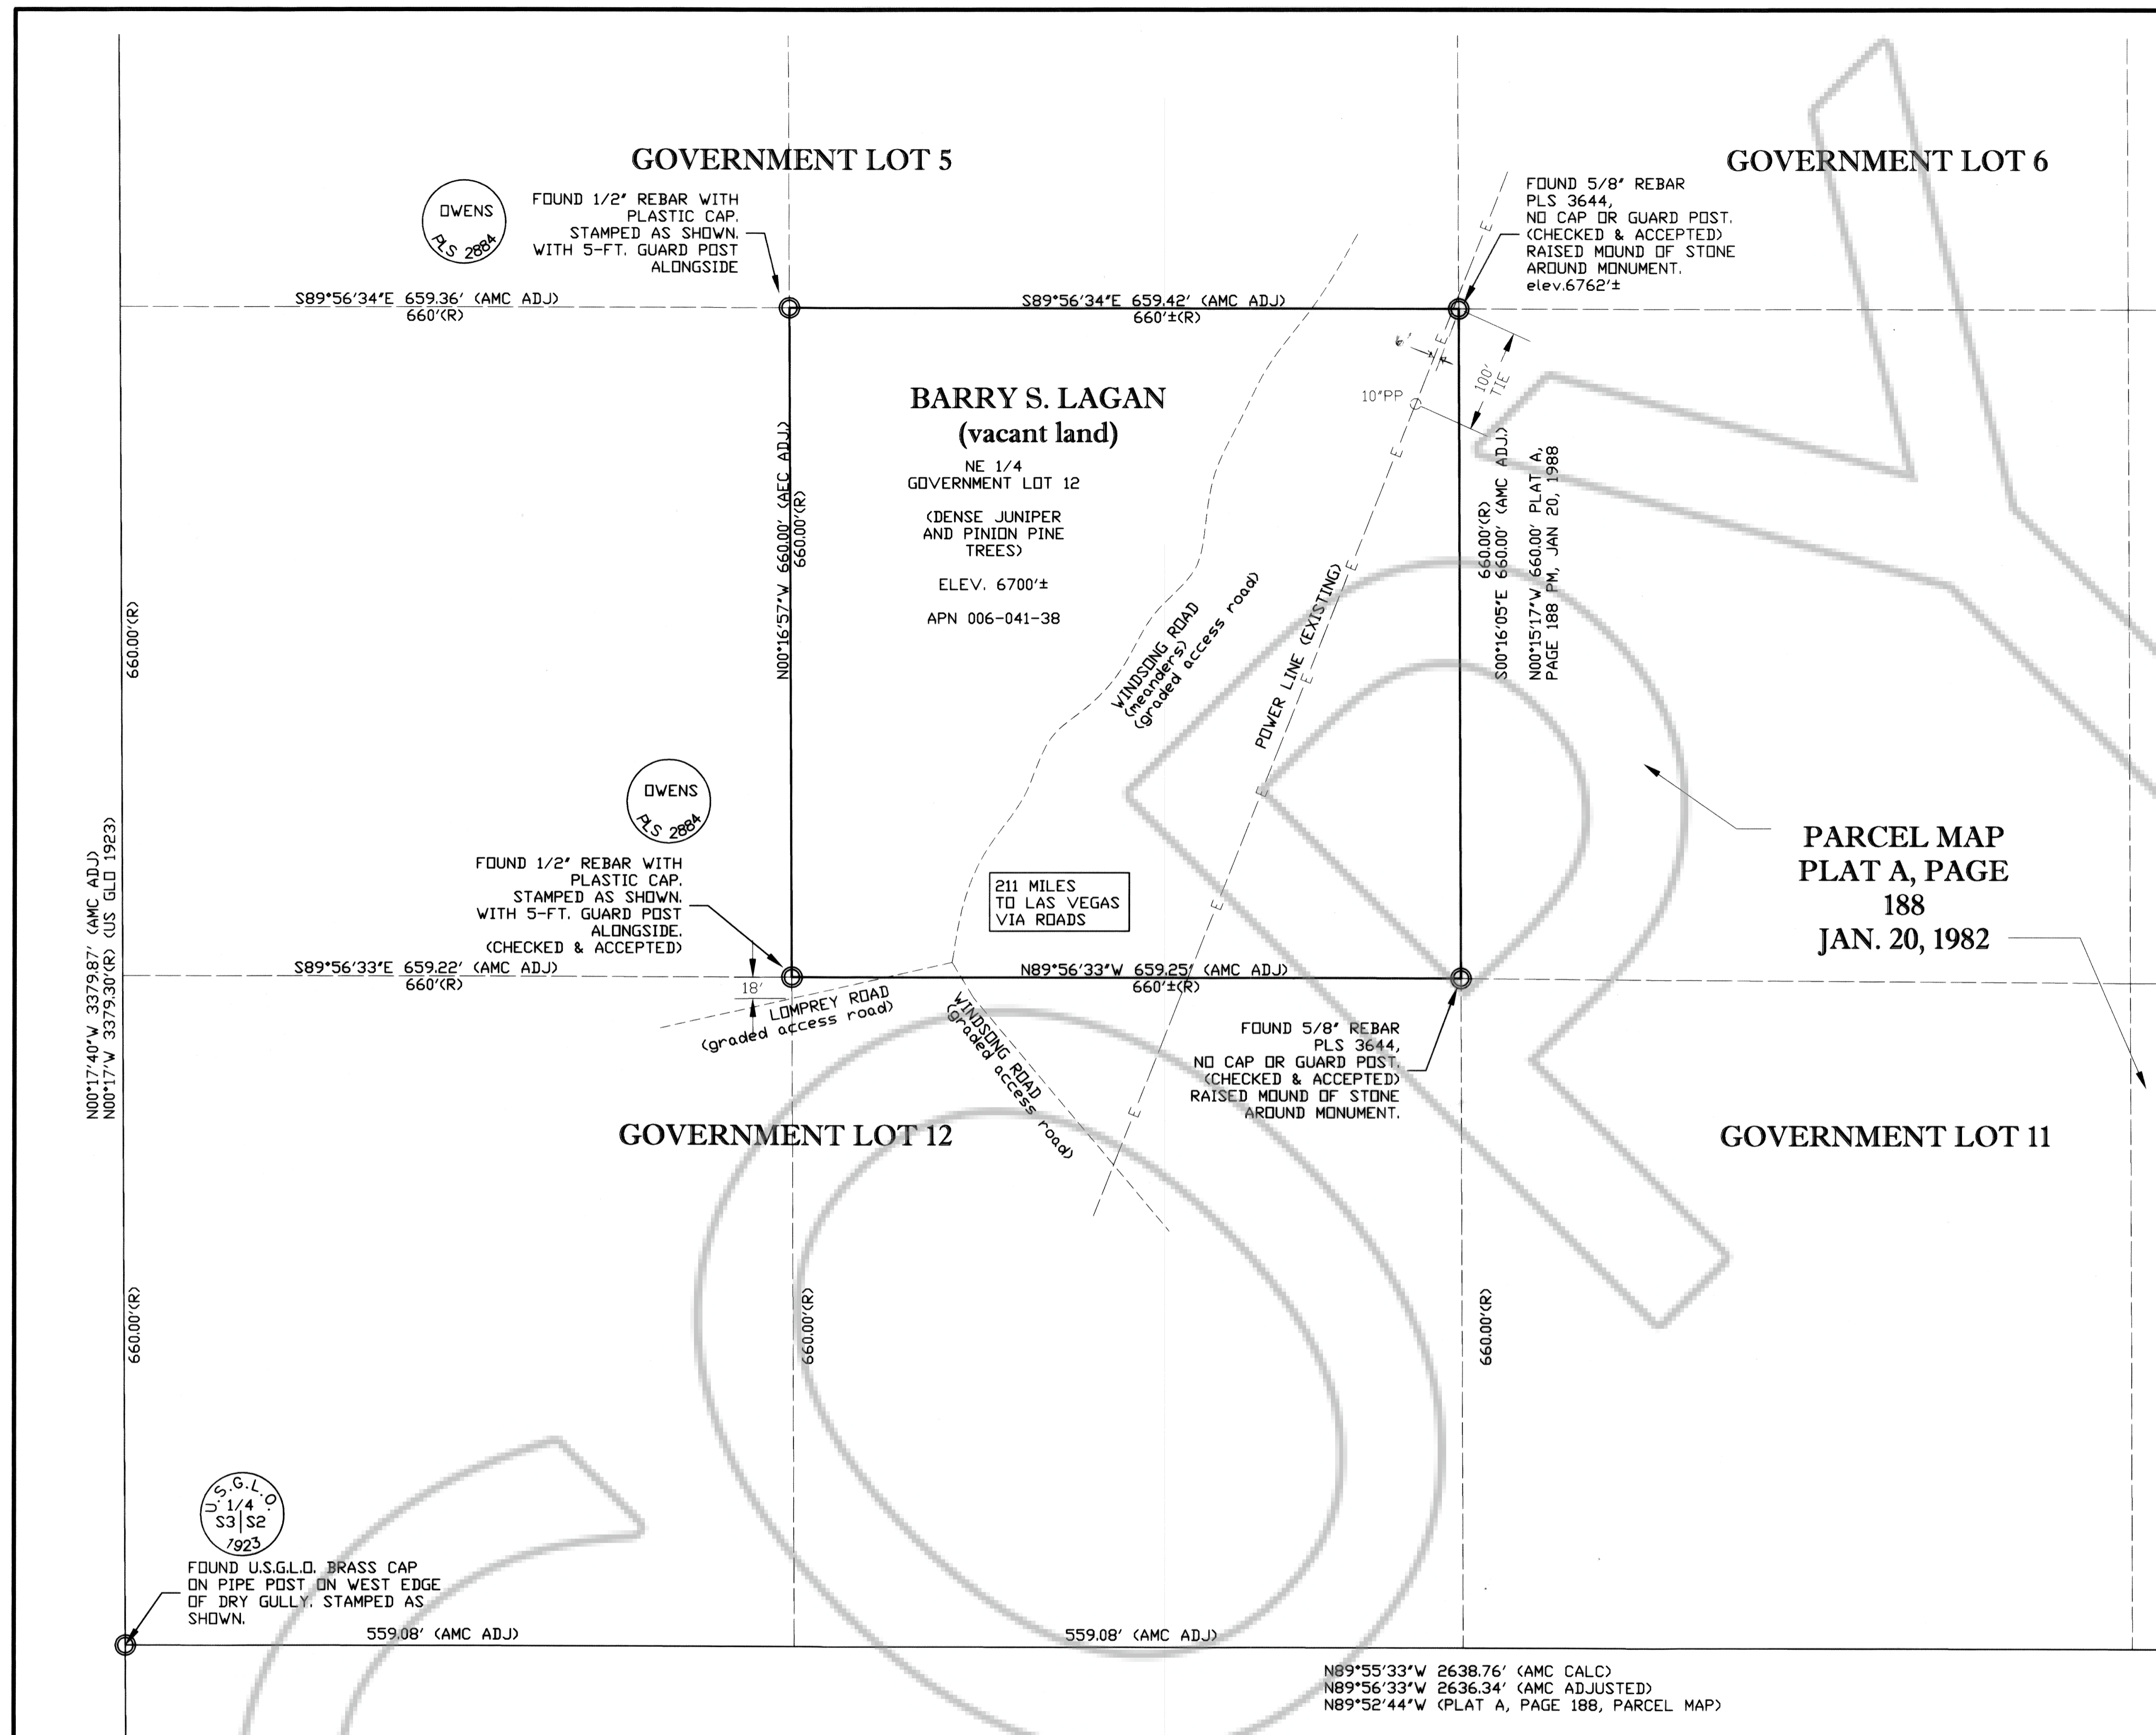 GOVERNMENT LOT 5
GOVERNMENT LOT 6
OWENS
PLS 2884
FOUND 1/2" REBAR WITH
PLASTIC CAP.
STAMPED AS SHOWN.
WITH 5-FT. GUARD POST
ALONGSIDE
FOUND 5/8" REBAR
PLS 3644,
NO CAP OR GUARD POST.
(CHECKED & ACCEPTED)
RAISED MOUND OF STONE
AROUND MONUMENT.
elev.6762'±
S89°56'34"E 659.36' (AMC ADJ)
660'(R)
S89°56'34"E 659.42' (AMC ADJ)
660'±(R)
6'
100'
TIE
10"PP
BARRY S. LAGAN
(vacant land)
NE 1/4
GOVERNMENT LOT 12
(DENSE JUNIPER
AND PINION PINE
TREES)
ELEV. 6700'±
APN 006-041-38
N00°16'57"W 660.00' (AEC ADJ.)
660.00'(R)
660.00'(R)
S00°16'05"E 660.00' (AMC ADJ.)
N00°15'17"W 660.00' PLAT A,
PAGE 188 PM, JAN 20, 1988
660.00'(R)
WINDSONG ROAD
(meanders)
(graded access road)
E
E
E
POWER LINE (EXISTING)
E
E
E
E
E
OWENS
PLS 2884
FOUND 1/2" REBAR WITH
PLASTIC CAP.
STAMPED AS SHOWN.
WITH 5-FT. GUARD POST
ALONGSIDE.
(CHECKED & ACCEPTED)
211 MILES
TO LAS VEGAS
VIA ROADS
PARCEL MAP
PLAT A, PAGE
188
JAN. 20, 1982
N00°17'40"W 3379.87' (AMC ADJ)
N00°17'W 3379.30'(R) (US GLO 1923)
S89°56'33"E 659.22' (AMC ADJ)
660'(R)
18'
N89°56'33"W 659.25' (AMC ADJ)
660'±(R)
LOMPREY ROAD
(graded access road)
WINDSONG ROAD
(graded access road)
FOUND 5/8" REBAR
PLS 3644,
NO CAP OR GUARD POST.
(CHECKED & ACCEPTED)
RAISED MOUND OF STONE
AROUND MONUMENT.
E
GOVERNMENT LOT 12
GOVERNMENT LOT 11
660.00'(R)
660.00'(R)
660.00'(R)
U.S.G.L.O.
1/4
S3|S2
1923
FOUND U.S.G.L.O. BRASS CAP
ON PIPE POST ON WEST EDGE
OF DRY GULLY. STAMPED AS
SHOWN.
559.08' (AMC ADJ)
559.08' (AMC ADJ)
N89°55'33"W 2638.76' (AMC CALC)
N89°56'33"W 2636.34' (AMC ADJUSTED)
N89°52'44"W (PLAT A, PAGE 188, PARCEL MAP)
COPY